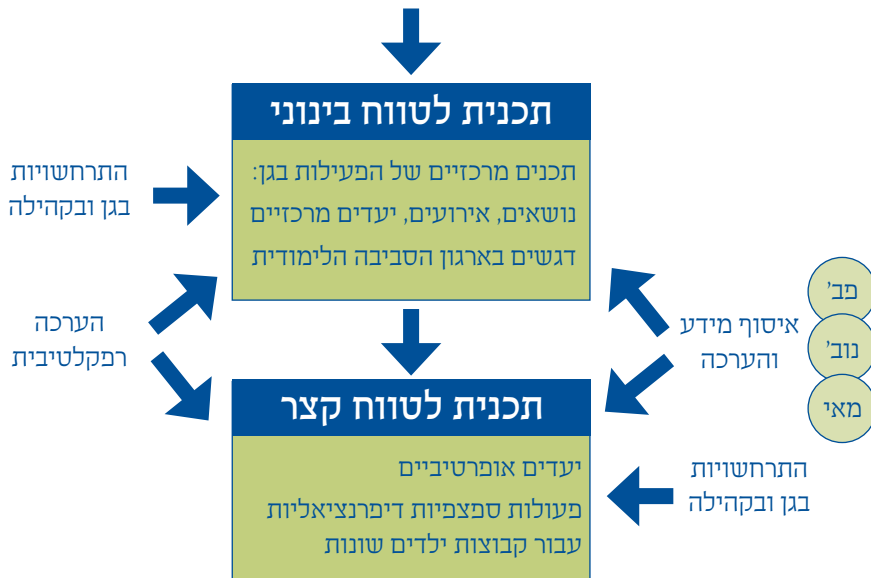 תכנית לטווח בינוני
תכנים מרכזיים של הפעילות בגן:
נושאים, אירועים, יעדים מרכזיים
דגשים בארגון הסביבה הלימודית
התרחשויות
בגן ובקהילה
פב'
נוב'
מאי
איסוף מידע
והערכה
הערכה
רפקלטיבית
תכנית לטווח קצר
יעדים אופרטיביים
פעולות ספצפיות דיפרנציאליות
עבור קבוצות ילדים שונות
התרחשויות
בגן ובקהילה